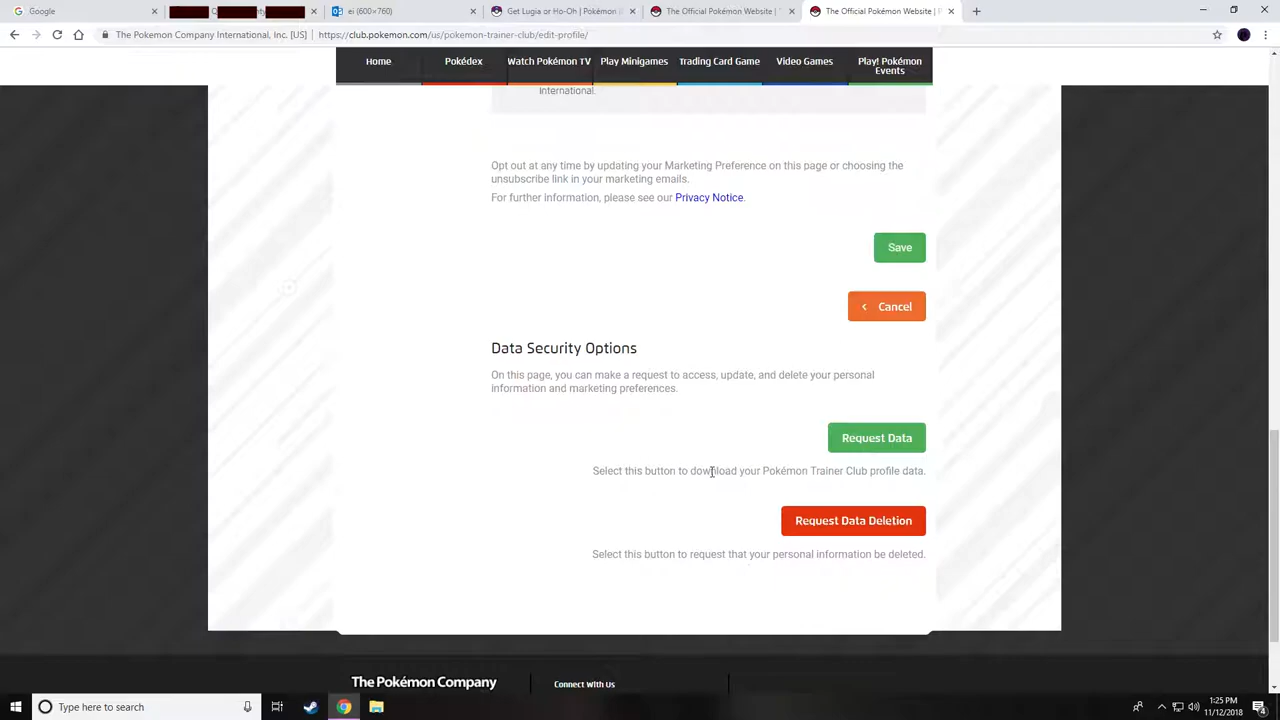 Google
ei (600×760)
Get Lugia or Ho-Oh | Pokémon
The Official Pokémon Website |
The Official Pokémon Website | P
The Pokemon Company International, Inc. [US] | https://club.pokemon.com/us/pokemon-trainer-club/edit-profile/
Home
Pokédex
Watch Pokémon TV
Play Minigames
Trading Card Game
Video Games
Play! Pokémon
Events
International.
Opt out at any time by updating your Marketing Preference on this page or choosing the
unsubscribe link in your marketing emails.
For further information, please see our Privacy Notice.
Save
Cancel
Data Security Options
On this page, you can make a request to access, update, and delete your personal
information and marketing preferences.
Request Data
Select this button to download your Pokémon Trainer Club profile data.
Request Data Deletion
Select this button to request that your personal information be deleted.
The Pokémon Company
Connect With Us
Type here to search
1:25 PM
11/12/2018
4